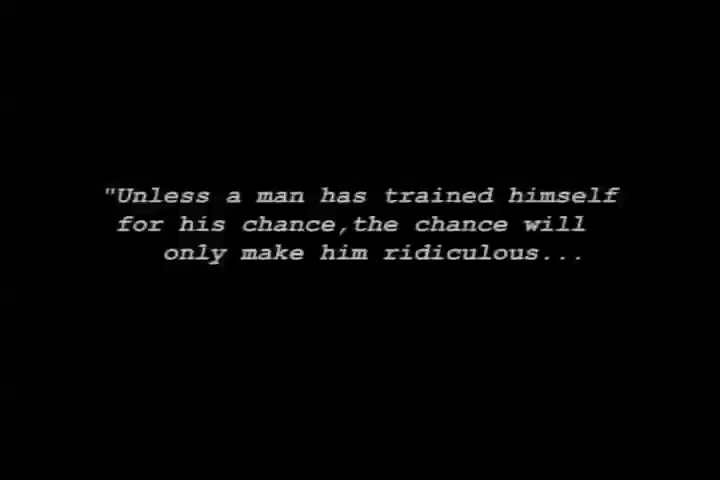 "Unless a man has trained himself
for his chance,the chance will
only make him ridiculous...